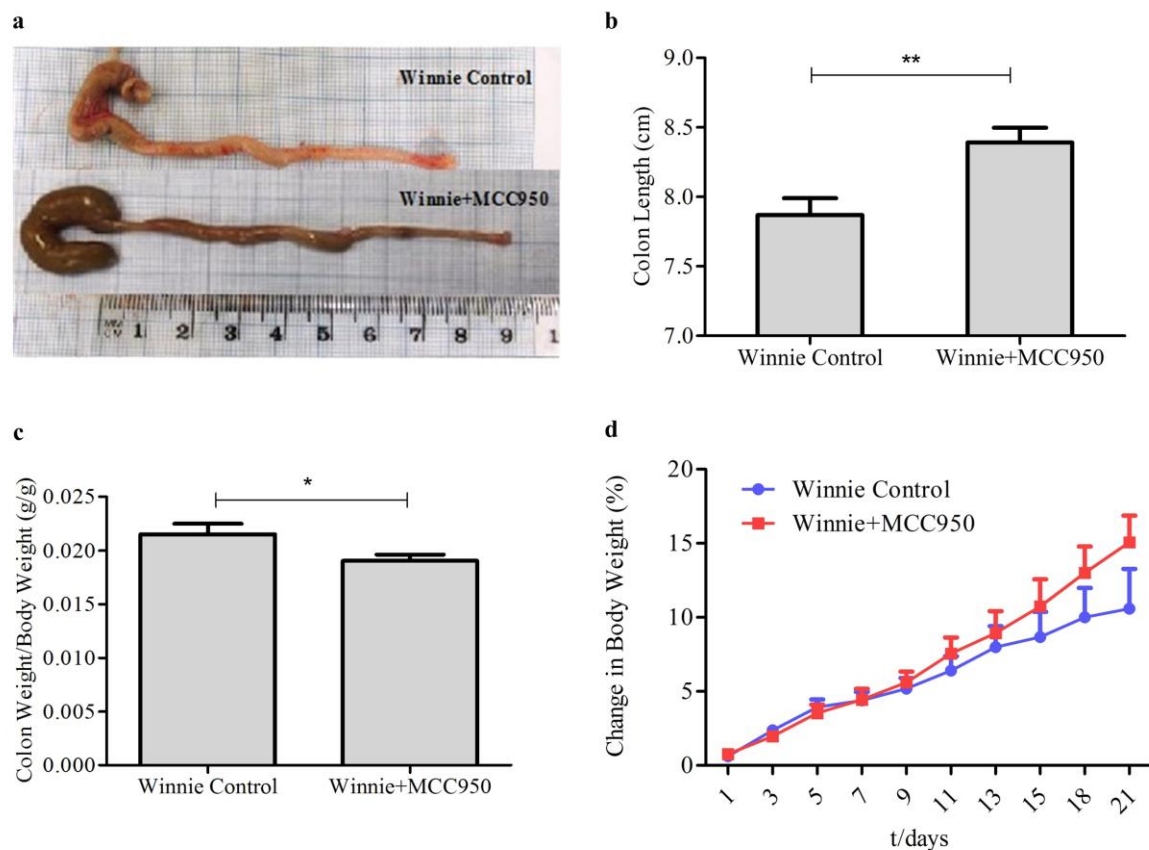 a
Winnie Control
Winnie+MCC950
MM
CM
1 2 3 4 5 6 7 8 9 1
b
**
Colon Length (cm)
9.0
8.5
8.0
7.5
7.0
Winnie Control
Winnie+MCC950
c
*
Colon Weight/Body Weight (g/g)
0.025
0.020
0.015
0.010
0.005
0.000
Winnie Control
Winnie+MCC950
d
Change in Body Weight (%)
20
15
10
5
0
Winnie Control
Winnie+MCC950
1 3 5 7 9 11 13 15 18 21
t/days